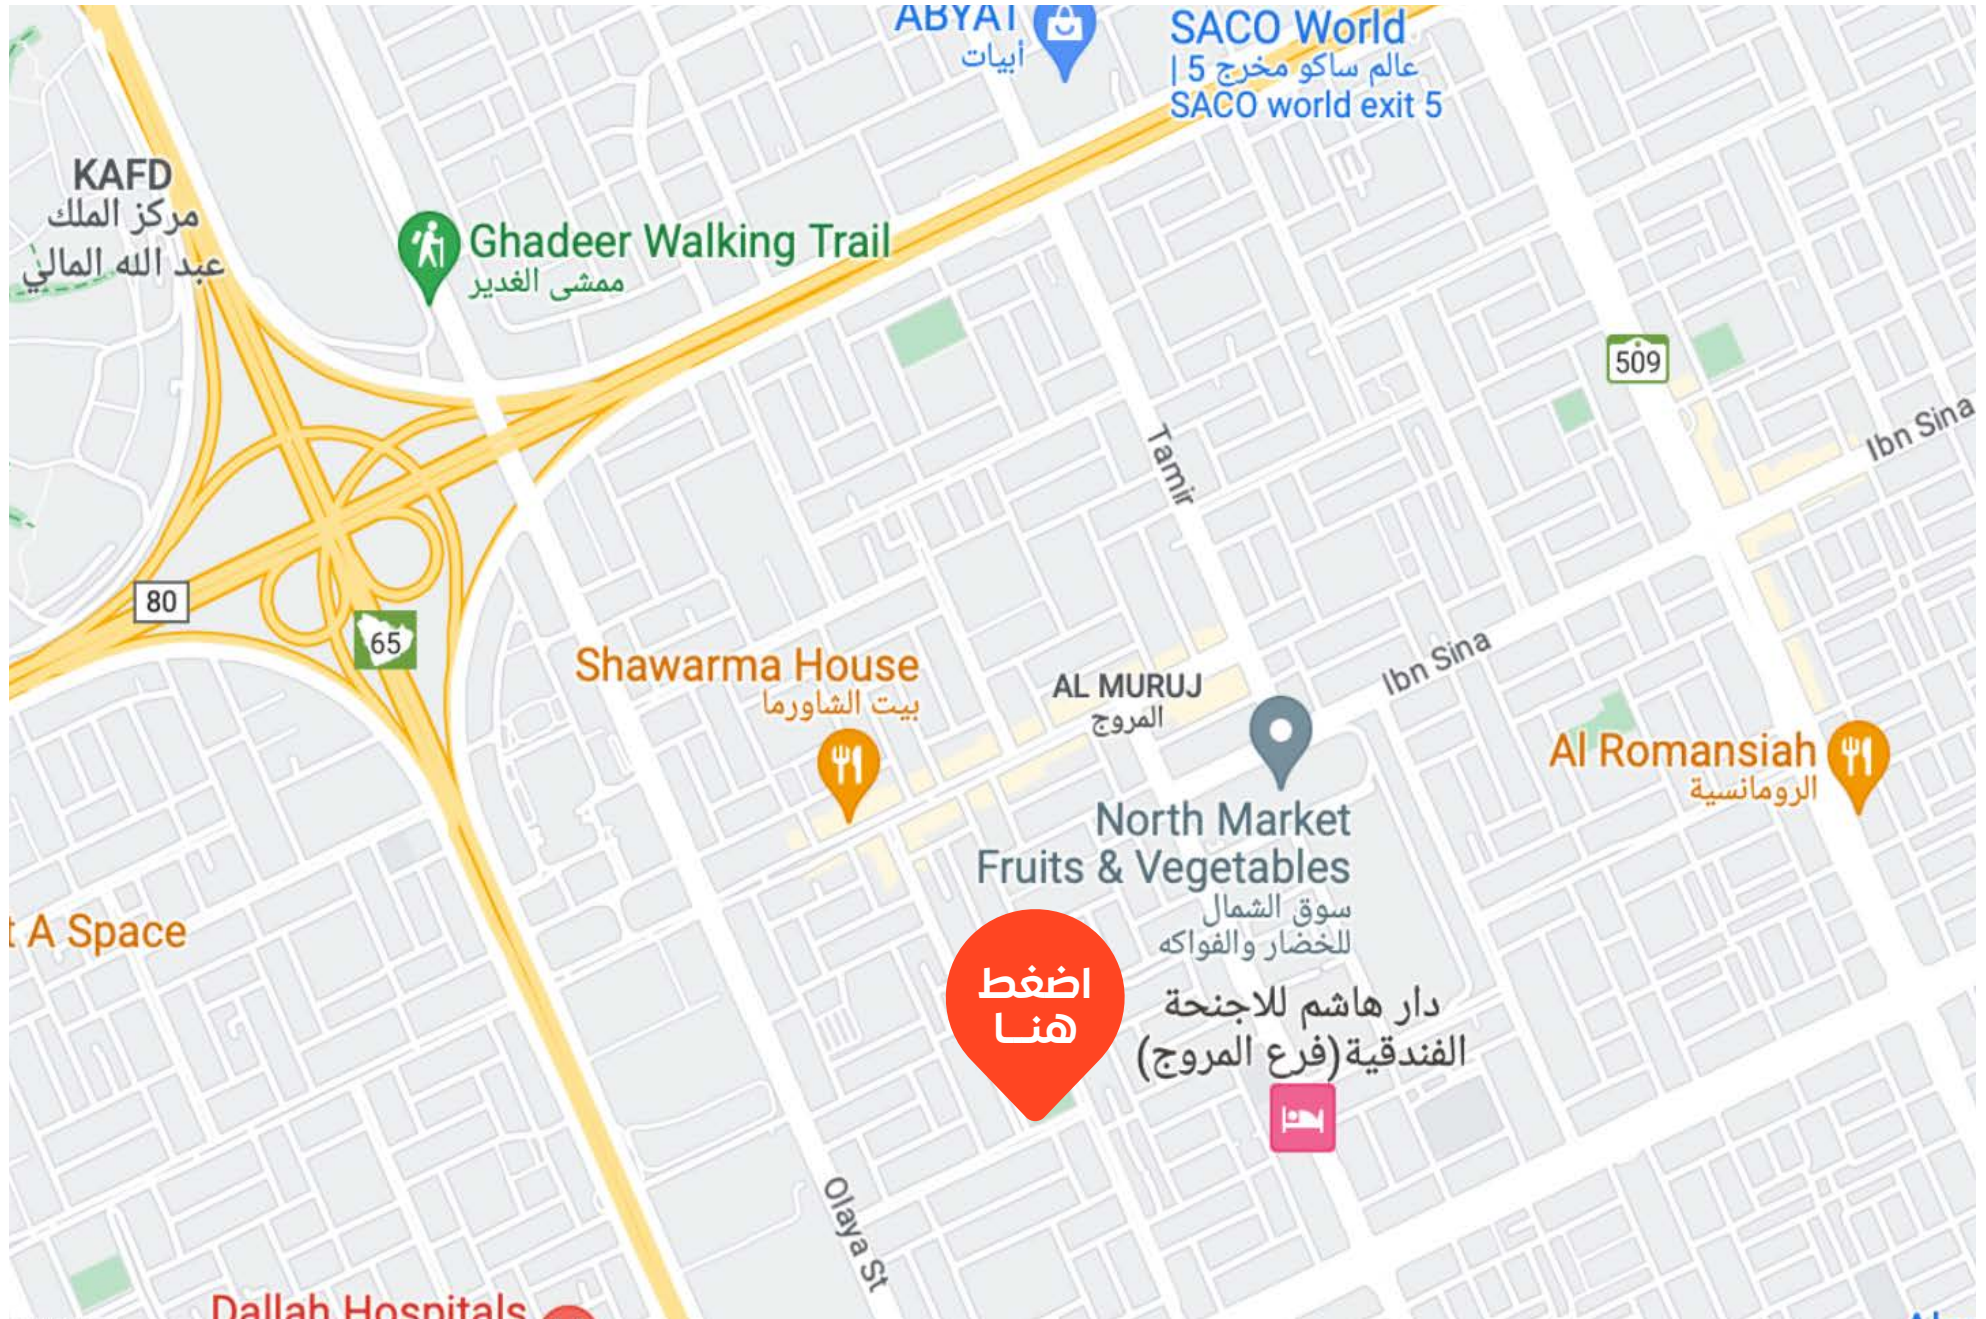 ABYAT
أبيات
SACO World
عالم ساكو مخرج 5 |
SACO world exit 5
KAFD
مركز الملك
عبد الله المالي
Ghadeer Walking Trail
ممشى الغدير
509
Ibn Sina
Tamir
80
65
Shawarma House
بيت الشاورما
AL MURUJ
المروج
Ibn Sina
Al Romansiah
الرومانسية
North Market
Fruits & Vegetables
سوق الشمال
للخضار والفواكه
A Space
اضغط
هنا
دار هاشم للاجنحة
الفندقية(فرع المروج)
Olaya St
Dallah Hospitals